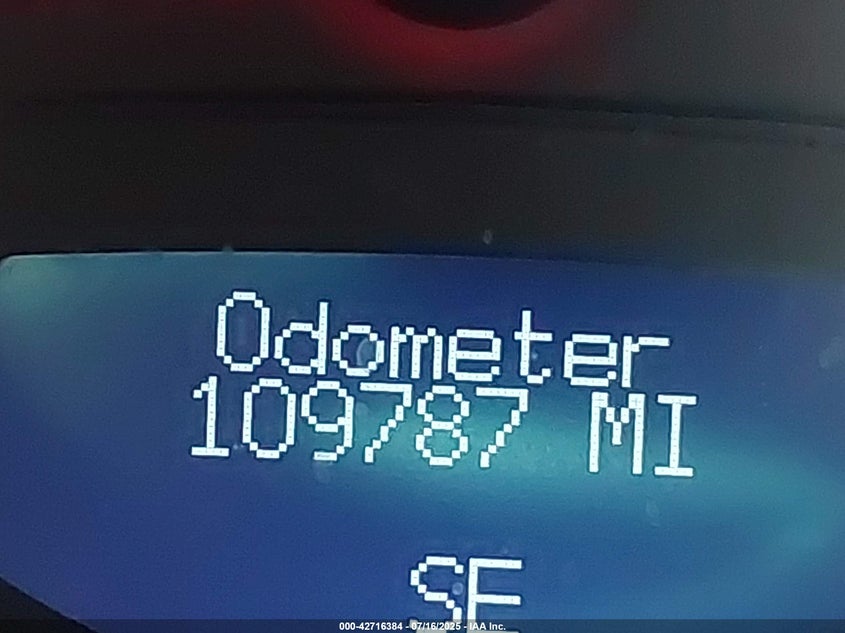 Odometer
109787 MI
SE
000-42716384 - 07/16/2025 - IAA Inc.